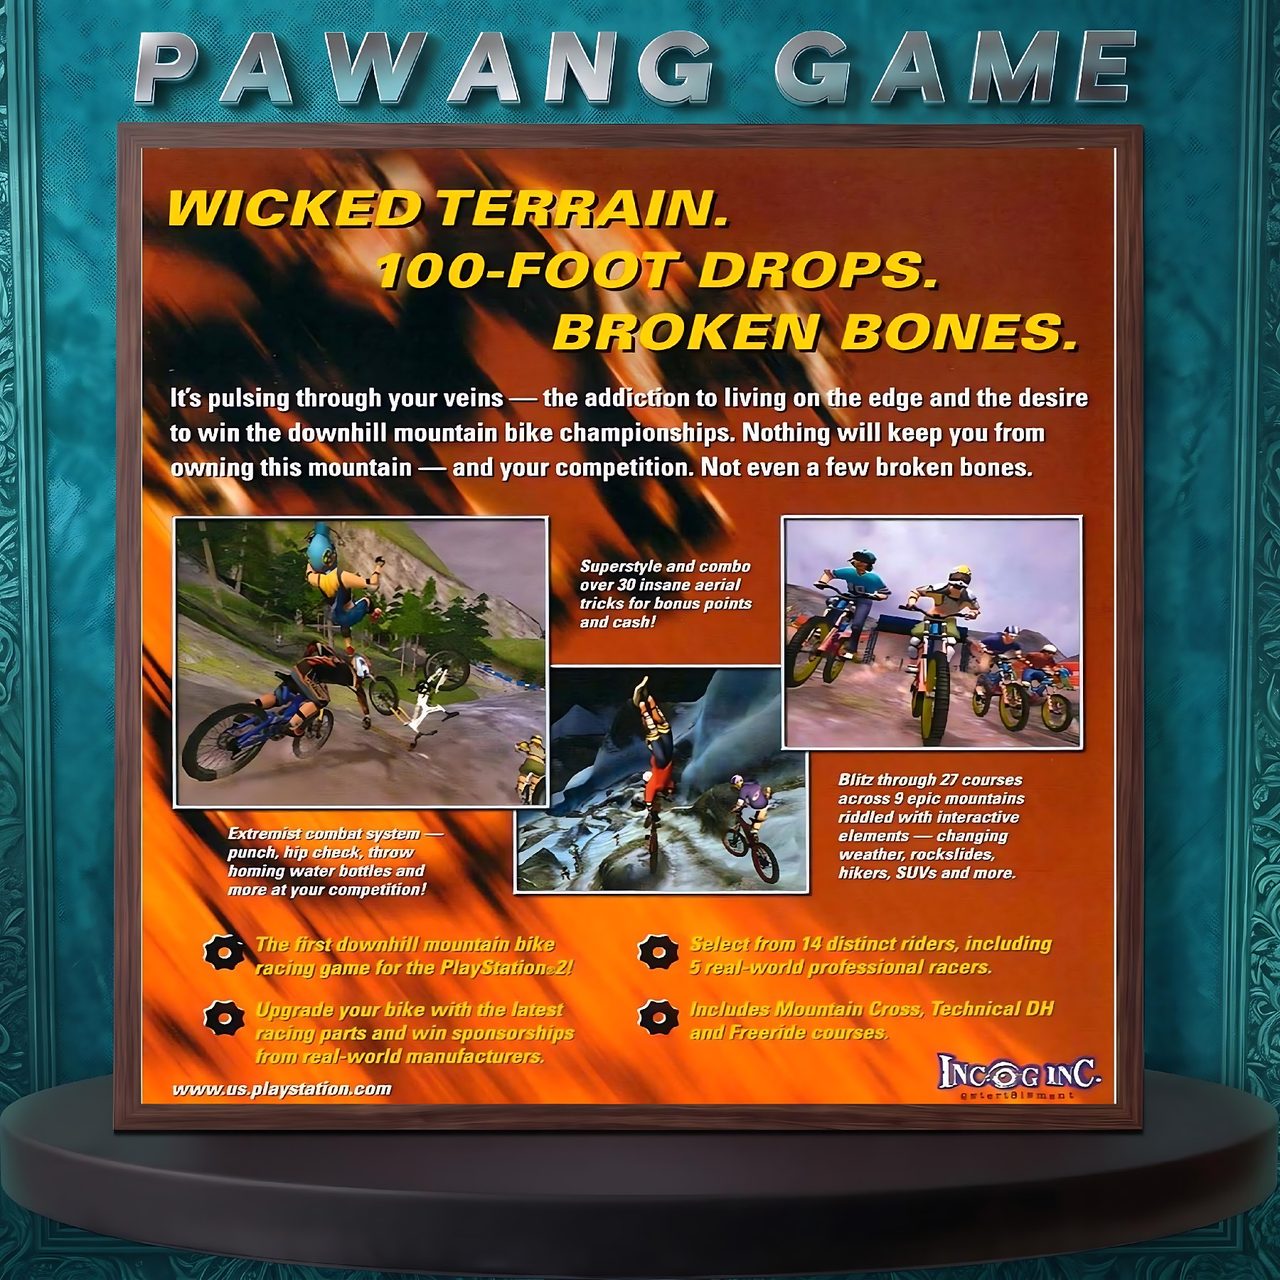 PAWANG GAME
WICKED TERRAIN.
100-FOOT DROPS.
BROKEN BONES.
It's pulsing through your veins — the addiction to living on the edge and the desire
to win the downhill mountain bike championships. Nothing will keep you from
owning this mountain — and your competition. Not even a few broken bones.
Superstyle and combo
over 30 insane aerial
tricks for bonus points
and cash!
Blitz through 27 courses
across 9 epic mountains
riddled with interactive
elements — changing
weather, rockslides,
hikers, SUVs and more.
Extremist combat system —
punch, hip check, throw
homing water bottles and
more at your competition!
The first downhill mountain bike
racing game for the PlayStation®2!
Upgrade your bike with the latest
racing parts and win sponsorships
from real-world manufacturers.
Select from 14 distinct riders, including
5 real-world professional racers.
Includes Mountain Cross, Technical DH
and Freeride courses.
www.us.playstation.com
INCOG INC.
entertainment